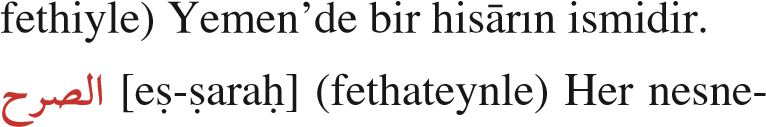 fethiyle) Yemen’de bir hisārın ismidir.
الصرح [eṣ-ṣaraḥ] (fethateynle) Her nesne-